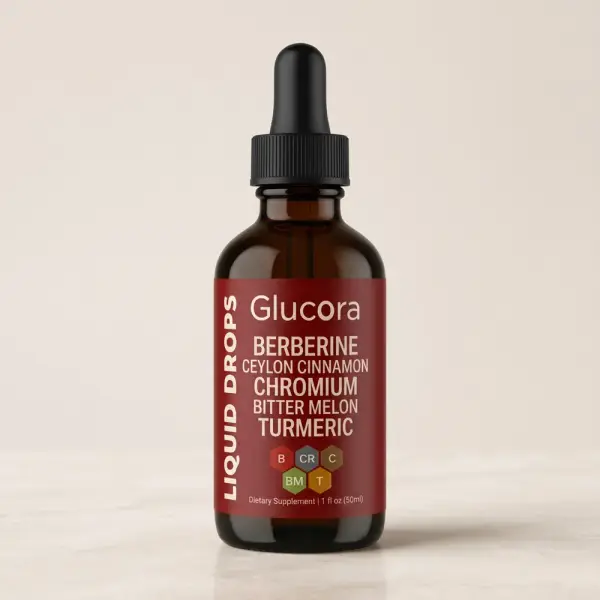 LIQUID DROPS
Glucora
BERBERINE
CEYLON CINNAMON
CHROMIUM
BITTER MELON
TURMERIC
B CR C
BM T
Dietary Supplement | 1 fl oz (50ml)